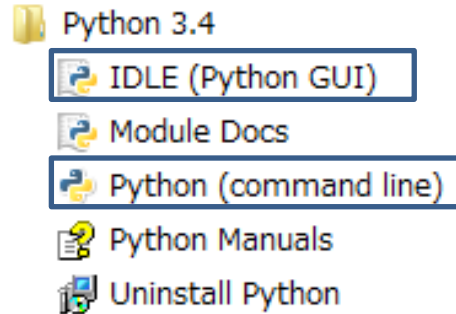 Python 3.4
IDLE (Python GUI)
Module Docs
Python (command line)
Python Manuals
Uninstall Python